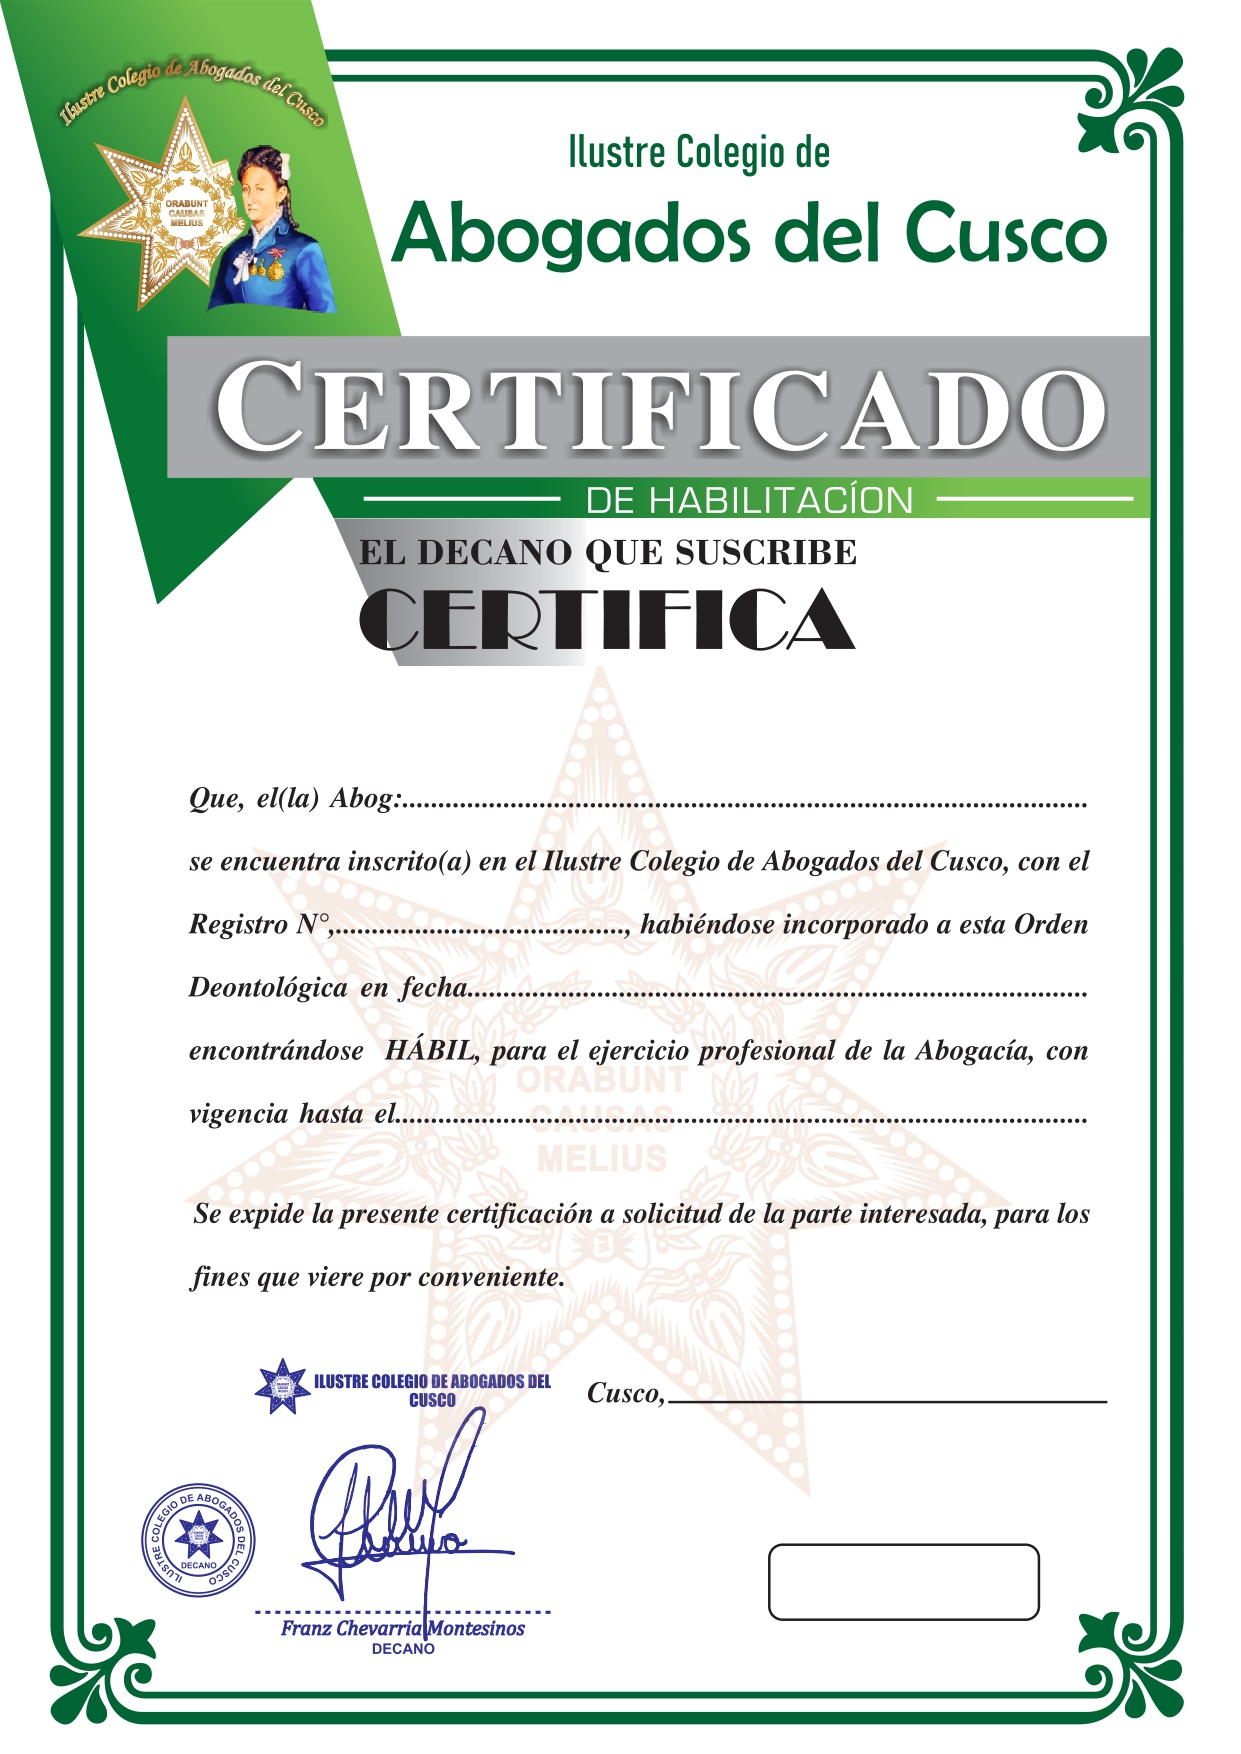 Ilustre Colegio de Abogados del Cusco
ORABUNT
CAUSAS
MELIUS
Ilustre Colegio de
Abogados del Cusco
CERTIFICADO
DE HABILITACÍON
EL DECANO QUE SUSCRIBE
CERTIFICA
Que, el(la) Abog:................................................................................................
se encuentra inscrito(a) en el Ilustre Colegio de Abogados del Cusco, con el
Registro N°,........................................, habiéndose incorporado a esta Orden
Deontológica en fecha.......................................................................................
encontrándose HÁBIL, para el ejercicio profesional de la Abogacía, con
vigencia hasta el.................................................................................................
ORABUNT
CAUSAS
MELIUS
Se expide la presente certificación a solicitud de la parte interesada, para los
fines que viere por conveniente.
ILUSTRE COLEGIO DE ABOGADOS DEL
CUSCO
Cusco,
ILUSTRE COLEGIO DE ABOGADOS DEL CUSCO
DECANO
Franz Chevarria Montesinos
DECANO